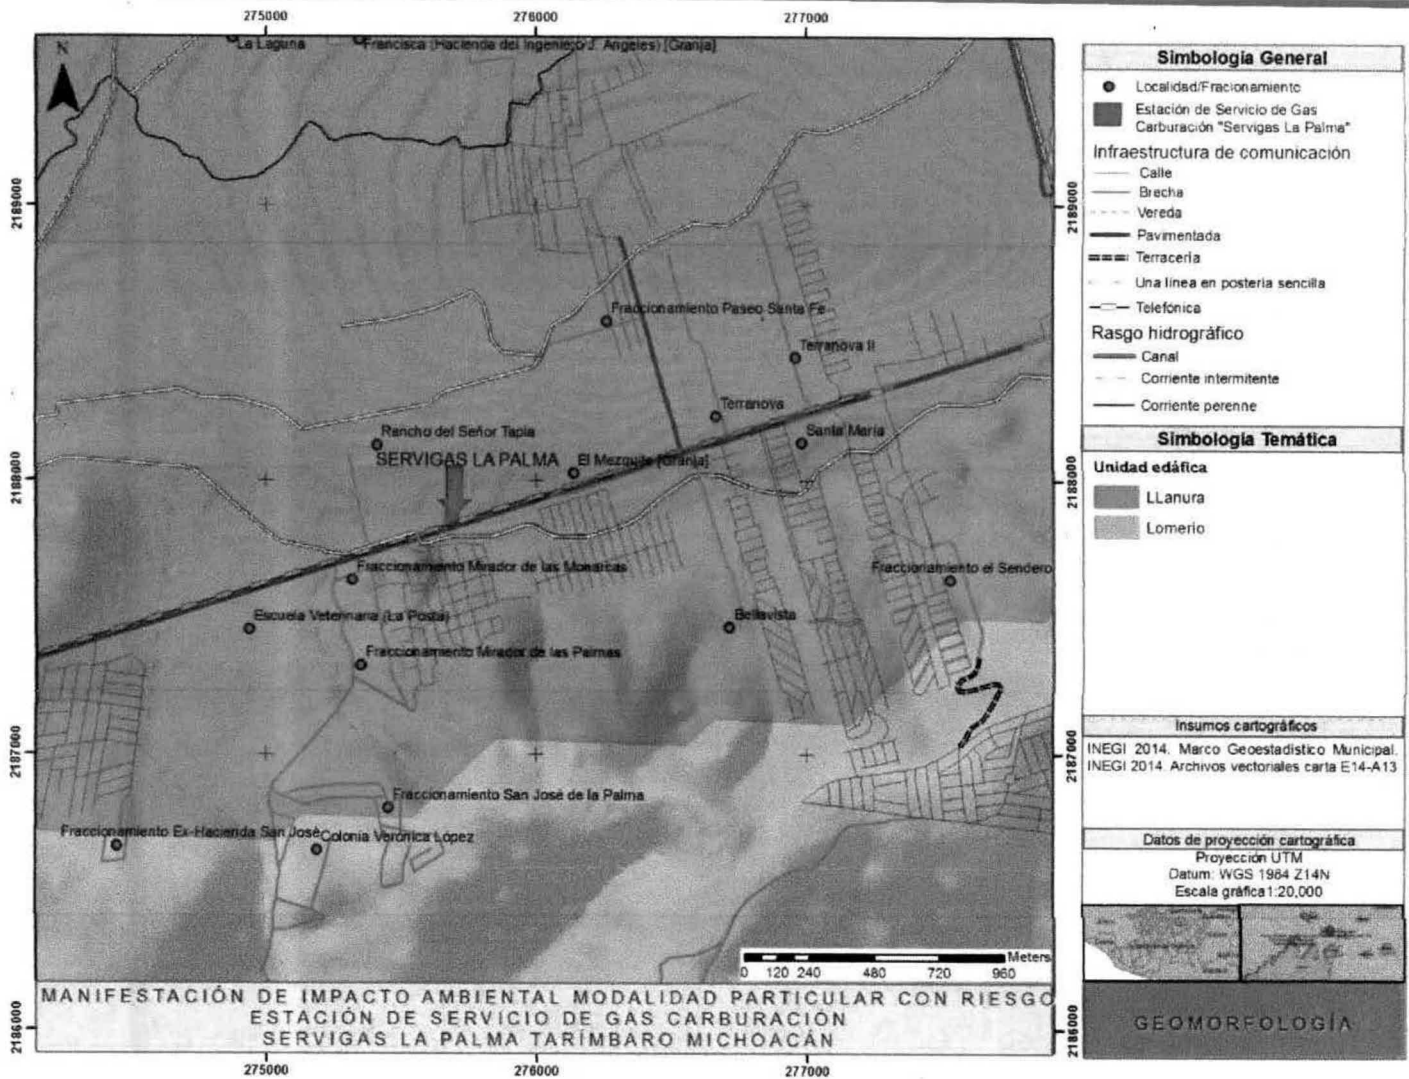 275000
276000
277000
La Laguna
Francisca (Hacienda del Ingeniero J. Angeles) [Granja]
N
2189000
2189000
Fraccionamiento Paseo Santa Fe
Terranova II
Terranova
Rancho del Señor Tapia
Santa María
SERVIGAS LA PALMA
El Mezquite [Granja]
2188000
2188000
Fraccionamiento Mirador de las Monarcas
Fraccionamiento el Sendero
Escuela Veterinaria (La Posta)
Bellavista
Fraccionamiento Mirador de las Palmas
2187000
2187000
Fraccionamiento San José de la Palma
Fraccionamiento Ex-Hacienda San José
Colonia Verónica López
Meters
0 120 240 480 720 960
MANIFESTACIÓN DE IMPACTO AMBIENTAL MODALIDAD PARTICULAR CON RIESGO
ESTACIÓN DE SERVICIO DE GAS CARBURACIÓN
SERVIGAS LA PALMA TARÍMBARO MICHOACÁN
2186000
2186000
275000
276000
277000
Simbología General
Localidad/Fracionamiento
Estación de Servicio de Gas
Carburación "Servigas La Palma"
Infraestructura de comunicación
Calle
Brecha
Vereda
Pavimentada
Terracería
Una línea en postería sencilla
Telefónica
Rasgo hidrográfico
Canal
Corriente intermitente
Corriente perenne
Simbología Temática
Unidad edáfica
LLanura
Lomerio
Insumos cartográficos
INEGI 2014. Marco Geoestadístico Municipal.
INEGI 2014. Archivos vectoriales carta E14-A13
Datos de proyección cartográfica
Proyección UTM
Datum: WGS 1984 Z14N
Escala gráfica1:20,000
GEOMORFOLOGÍA